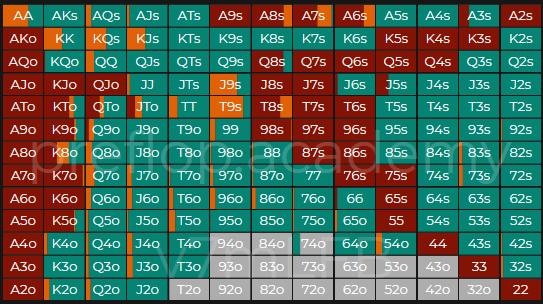 AA AKs AQs AJs ATs A9s A8s A7s A6s A5s A4s A3s A2s
AKo KK KQs KJs KTs K9s K8s K7s K6s K5s K4s K3s K2s
AQo KQo QQ QJs QTs Q9s Q8s Q7s Q6s Q5s Q4s Q3s Q2s
AJo KJo QJo JJ JTs J9s J8s J7s J6s J5s J4s J3s J2s
ATo KTo QTo JTo TT T9s T8s T7s T6s T5s T4s T3s T2s
A9o K9o Q9o J9o T9o 99 98s 97s 96s 95s 94s 93s 92s
A8o K8o Q8o J8o T8o 98o 88 87s 86s 85s 84s 83s 82s
A7o K7o Q7o J7o T7o 97o 87o 77 76s 75s 74s 73s 72s
A6o K6o Q6o J6o T6o 96o 86o 76o 66 65s 64s 63s 62s
A5o K5o Q5o J5o T5o 95o 85o 75o 65o 55 54s 53s 52s
A4o K4o Q4o J4o T4o 94o 84o 74o 64o 54o 44 43s 42s
A3o K3o Q3o J3o T3o 93o 83o 73o 63o 53o 43o 33 32s
A2o K2o Q2o J2o T2o 92o 82o 72o 62o 52o 42o 32o 22
preflop.academy